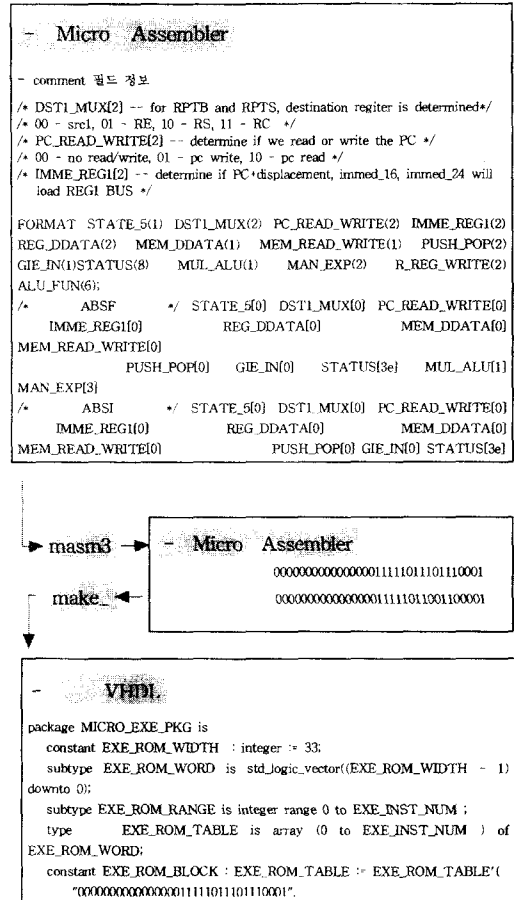 - Micro Assembler
- comment 필드 정보
/* DST1_MUX[2] -- for RPTB and RPTS, destination regiter is determined*/
/* 00 - src1, 01 - RE, 10 - RS, 11 - RC */
/* PC_READ_WRITE[2] -- determine if we read or write the PC */
/* 00 - no read/write, 01 - pc write, 10 - pc read */
/* IMME_REG1[2] -- determine if PC+displacement, immed_16, immed_24 will
load REG1 BUS */
FORMAT STATE_5(1) DST1_MUX(2) PC_READ_WRITE(2) IMME_REG1(2)
REG_DDATA(2) MEM_DDATA(1) MEM_READ_WRITE(1) PUSH_POP(2)
GIE_IN(1)STATUS(8) MUL_ALU(1) MAN_EXP(2) R_REG_WRITE(2)
ALU_FUN(6);
/* ABSF */ STATE_5[0] DST1_MUX[0] PC_READ_WRITE[0]
IMME_REG1[0] REG_DDATA[0] MEM_DDATA[0]
MEM_READ_WRITE[0]
PUSH_POP[0] GIE_IN[0] STATUS[3e] MUL_ALU[1]
MAN_EXP[3]
/* ABSI */ STATE_5[0] DST1_MUX[0] PC_READ_WRITE[0]
IMME_REG1[0] REG_DDATA[0] MEM_DDATA[0]
MEM_READ_WRITE[0] PUSH_POP[0] GIE_IN[0] STATUS[3e]
masm3
- Micro Assembler
000000000000000011111011101110001
make_
000000000000000011111011001100001
- VHDL
package MICRO_EXE_PKG is
constant EXE_ROM_WIDTH : integer := 33;
subtype EXE_ROM_WORD is std_logic_vector((EXE_ROM_WIDTH - 1)
downto 0);
subtype EXE_ROM_RANGE is integer range 0 to EXE_INST_NUM ;
type EXE_ROM_TABLE is array (0 to EXE_INST_NUM ) of
EXE_ROM_WORD;
constant EXE_ROM_BLOCK : EXE_ROM_TABLE := EXE_ROM_TABLE'(
"000000000000000011111011101110001",